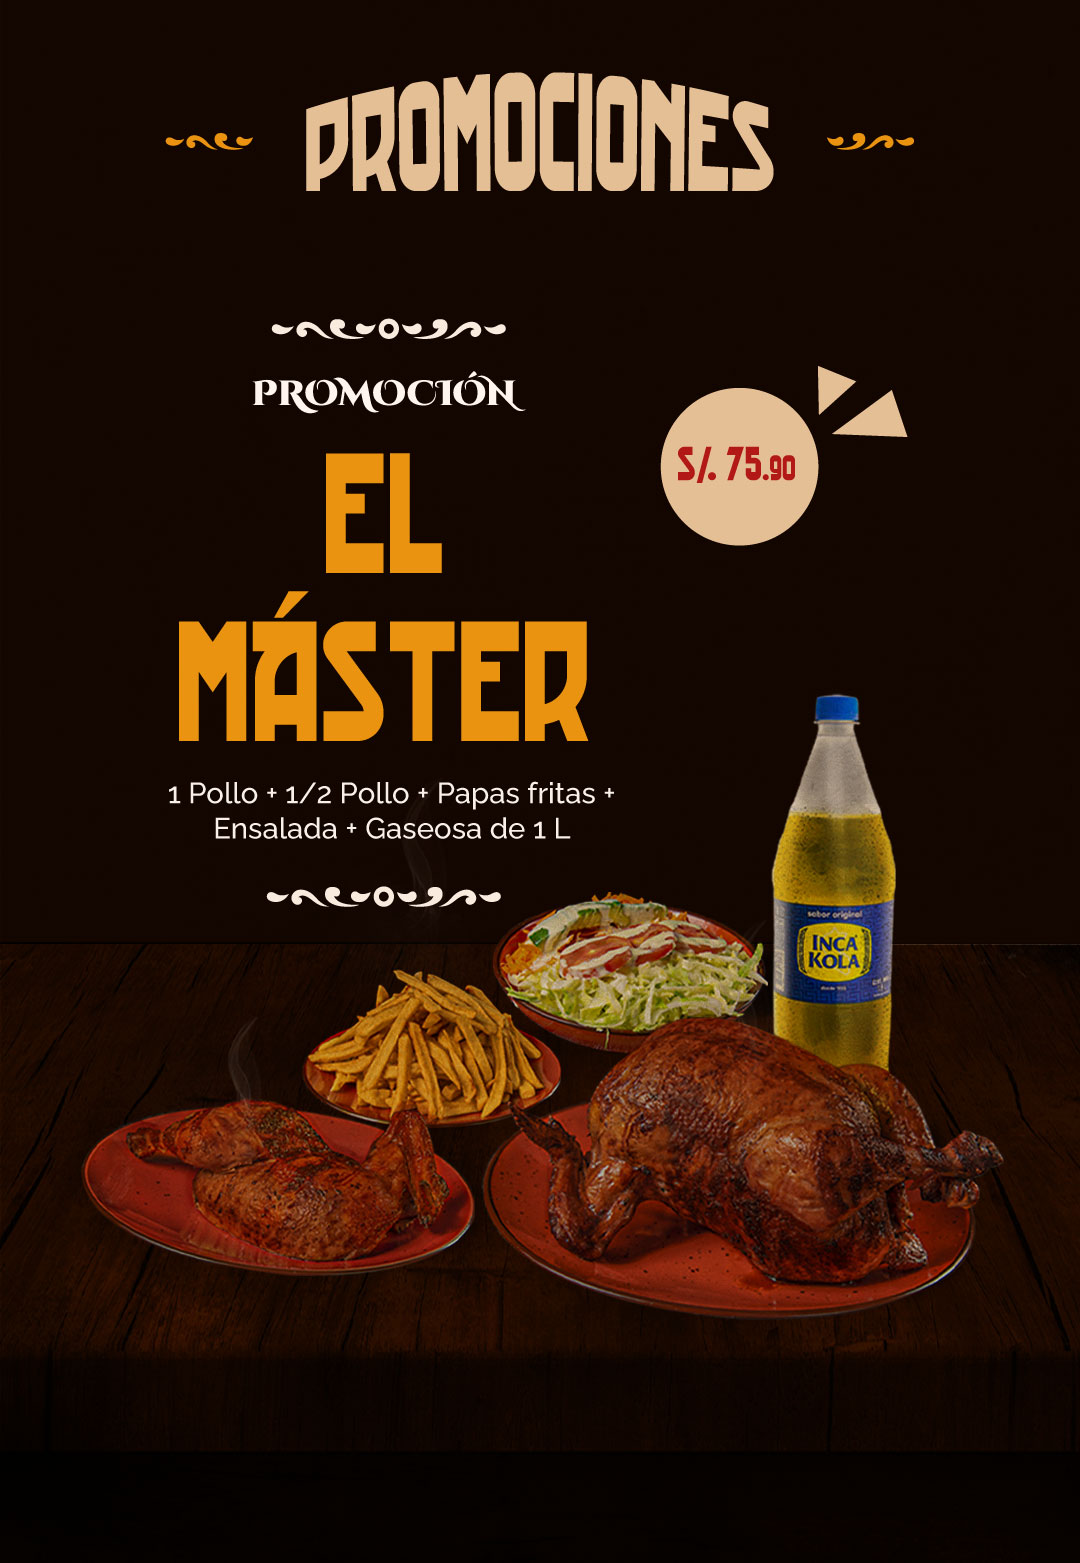 PROMOCIONES
PROMOCIÓN
EL
MÁSTER
S/. 75.90
1 Pollo + 1/2 Pollo + Papas fritas +
Ensalada + Gaseosa de 1 L
sabor original
INCA
KOLA